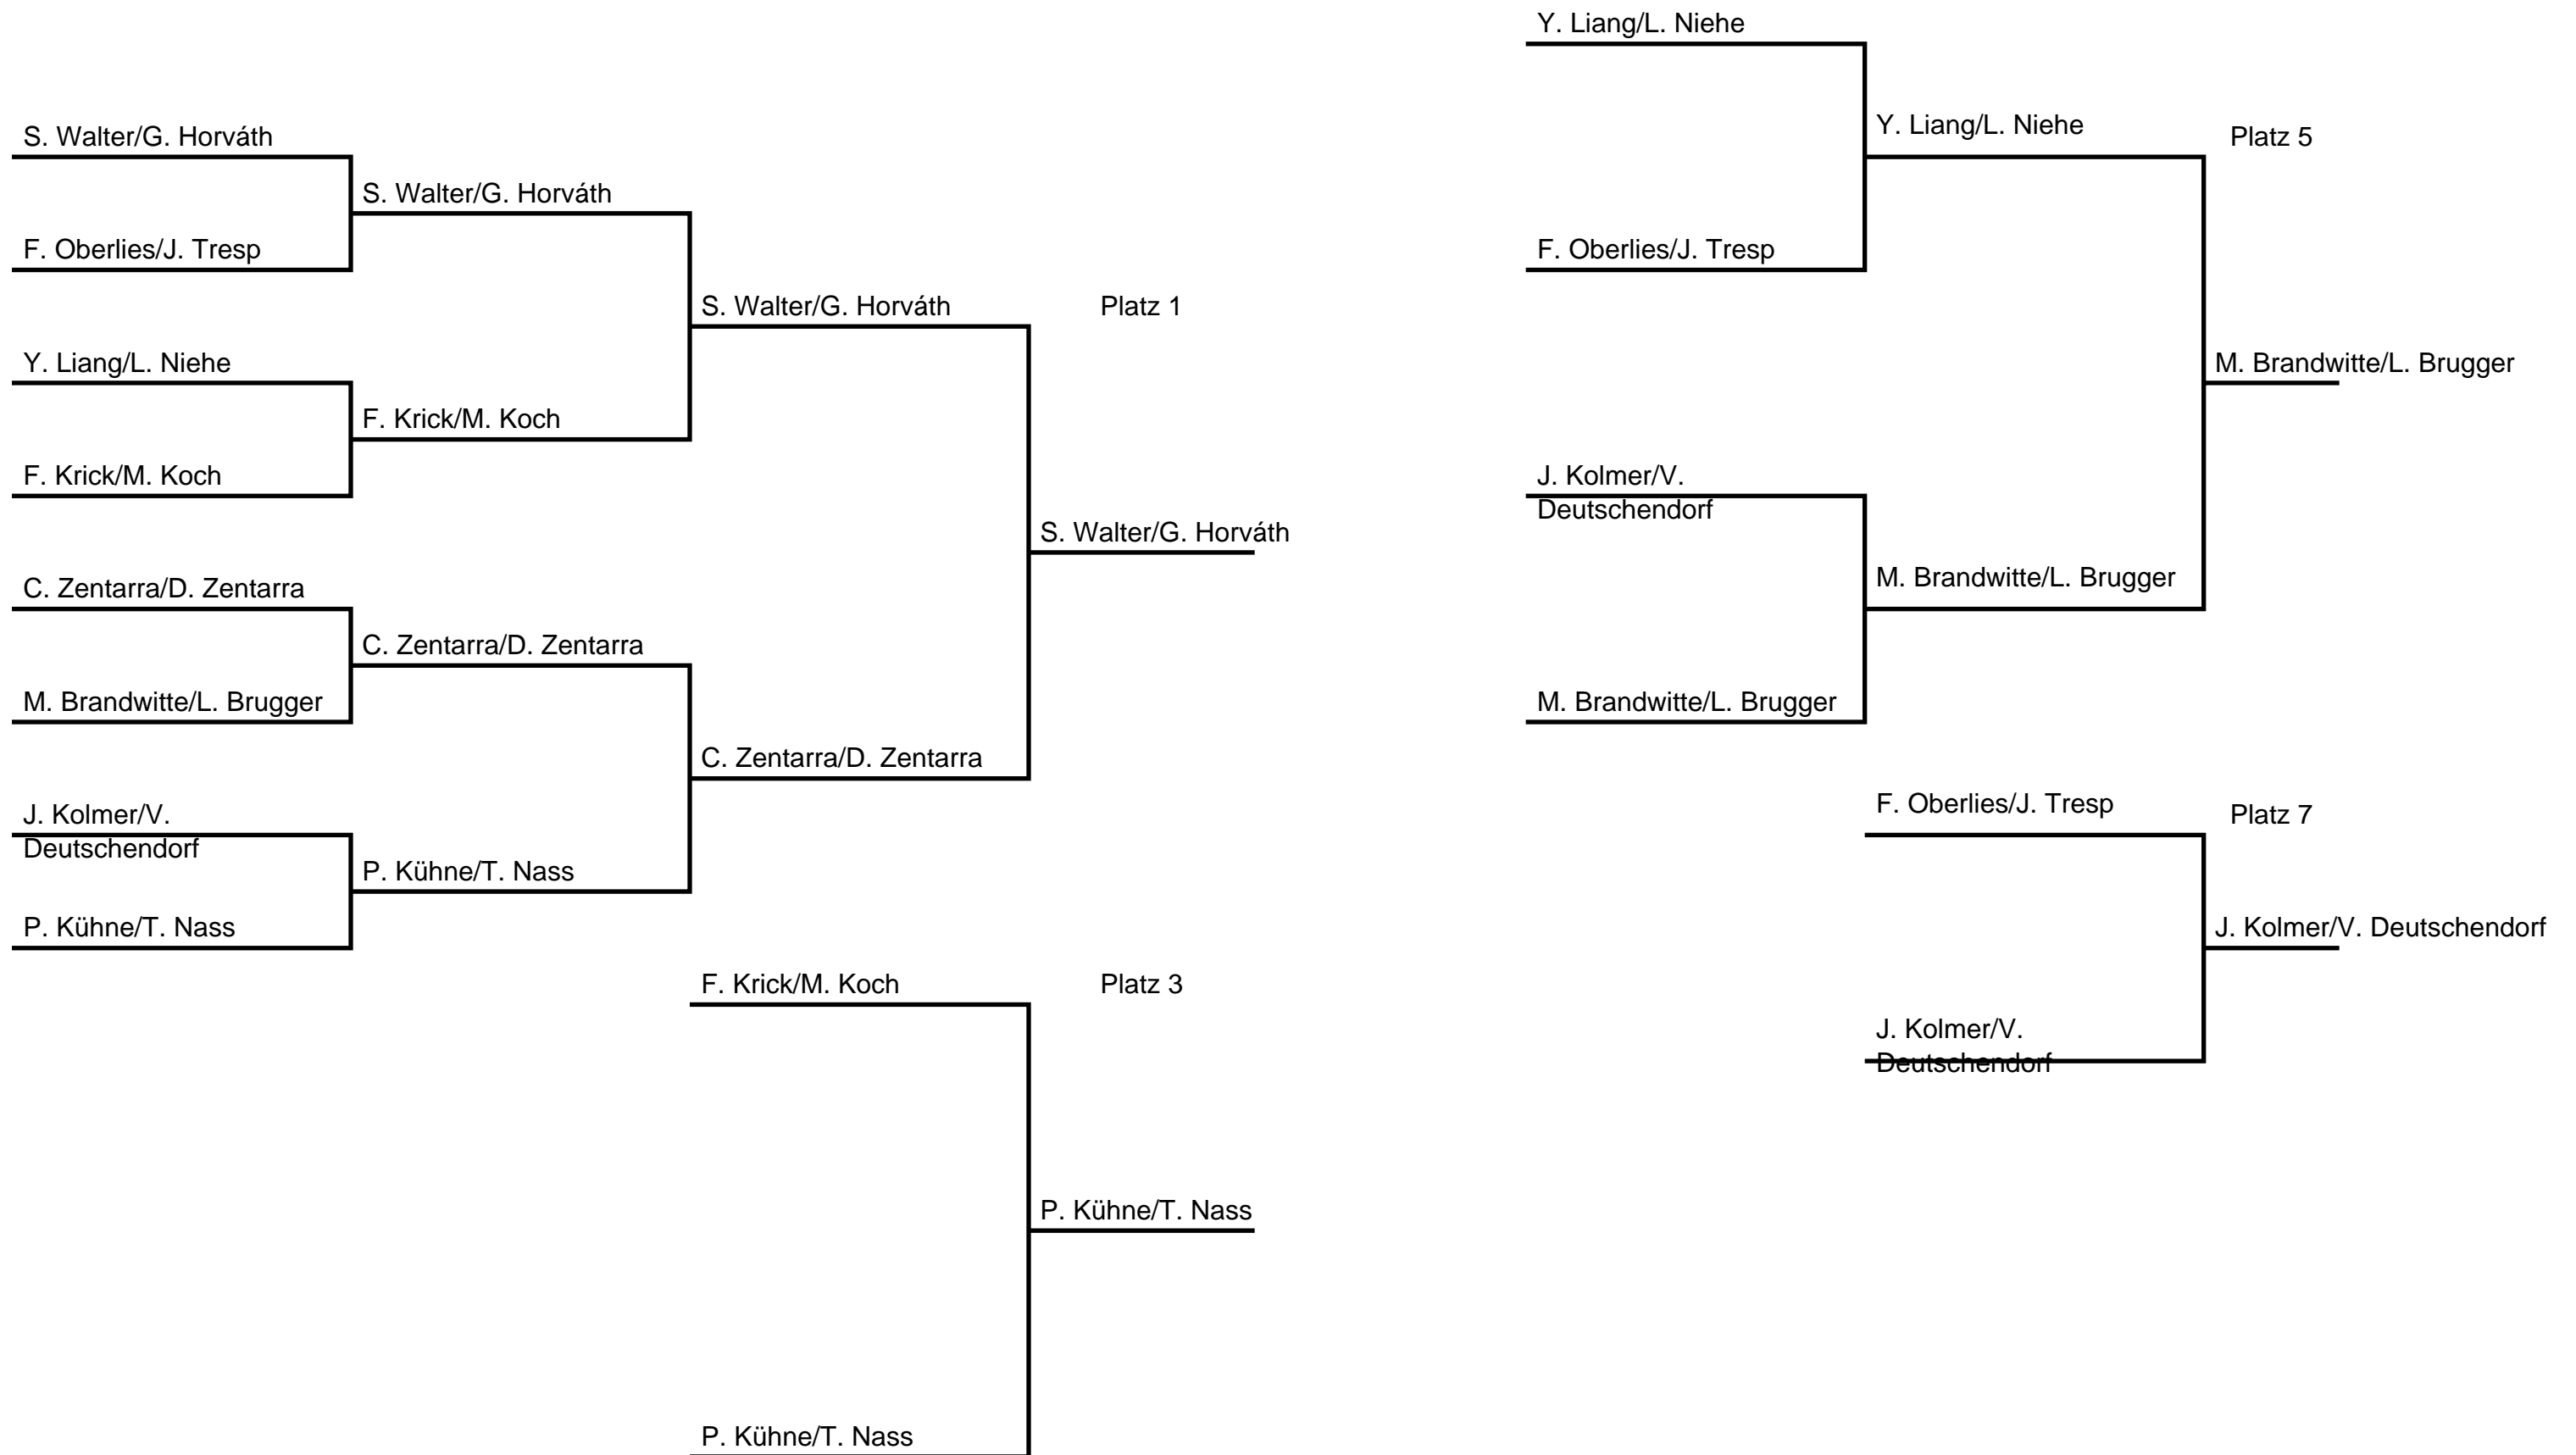 S. Walter/G. Horváth
F. Oberlies/J. Tresp
Y. Liang/L. Niehe
F. Krick/M. Koch
C. Zentarra/D. Zentarra
M. Brandwitte/L. Brugger
J. Kolmer/V.
Deutschendorf
P. Kühne/T. Nass
S. Walter/G. Horváth
F. Krick/M. Koch
C. Zentarra/D. Zentarra
P. Kühne/T. Nass
S. Walter/G. Horváth
C. Zentarra/D. Zentarra
Platz 1
S. Walter/G. Horváth
F. Krick/M. Koch
P. Kühne/T. Nass
Platz 3
P. Kühne/T. Nass
Y. Liang/L. Niehe
F. Oberlies/J. Tresp
J. Kolmer/V.
Deutschendorf
M. Brandwitte/L. Brugger
Y. Liang/L. Niehe
M. Brandwitte/L. Brugger
Platz 5
M. Brandwitte/L. Brugger
F. Oberlies/J. Tresp
J. Kolmer/V.
Deutschendorf
Platz 7
J. Kolmer/V. Deutschendorf